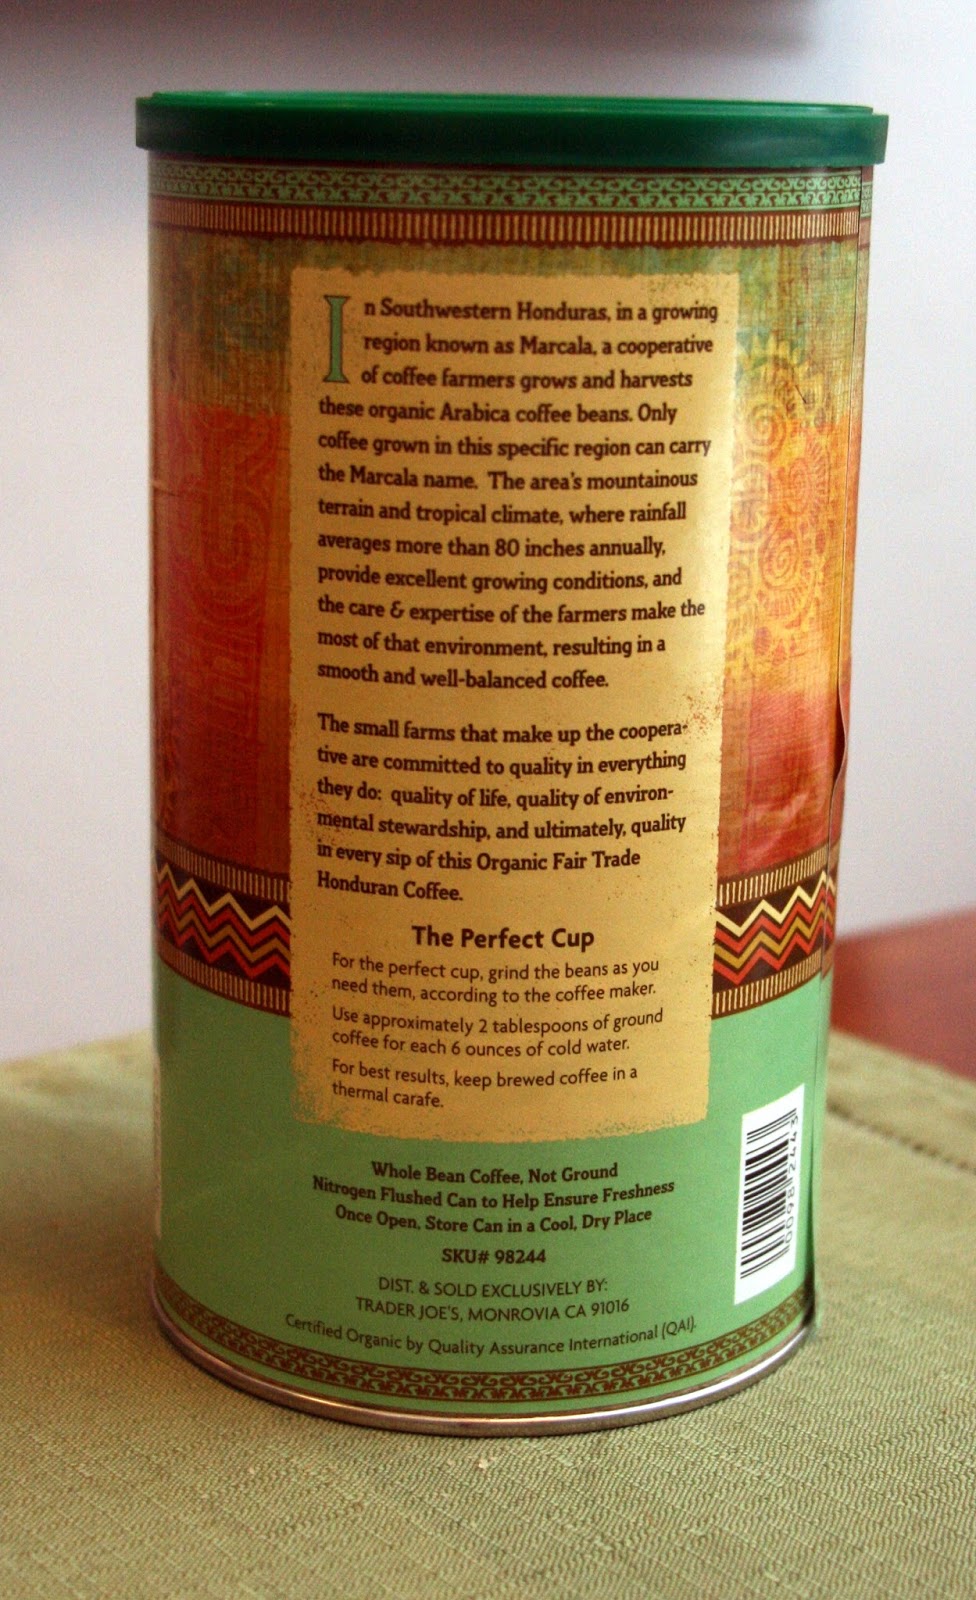 In Southwestern Honduras, in a growing
region known as Marcala, a cooperative
of coffee farmers grows and harvests
these organic Arabica coffee beans. Only
coffee grown in this specific region can carry
the Marcala name. The area's mountainous
terrain and tropical climate, where rainfall
averages more than 80 inches annually,
provide excellent growing conditions, and
the care & expertise of the farmers make the
most of that environment, resulting in a
smooth and well-balanced coffee.
The small farms that make up the coopera-
tive are committed to quality in everything
they do: quality of life, quality of environ-
mental stewardship, and ultimately, quality
in every sip of this Organic Fair Trade
Honduran Coffee.
The Perfect Cup
For the perfect cup, grind the beans as you
need them, according to the coffee maker.
Use approximately 2 tablespoons of ground
coffee for each 6 ounces of cold water.
For best results, keep brewed coffee in a
thermal carafe.
Whole Bean Coffee, Not Ground
Nitrogen Flushed Can to Help Ensure Freshness
Once Open, Store Can in a Cool, Dry Place
SKU# 98244
DIST. & SOLD EXCLUSIVELY BY:
TRADER JOE'S, MONROVIA CA 91016
Certified Organic by Quality Assurance International (QAI).
0098 2443